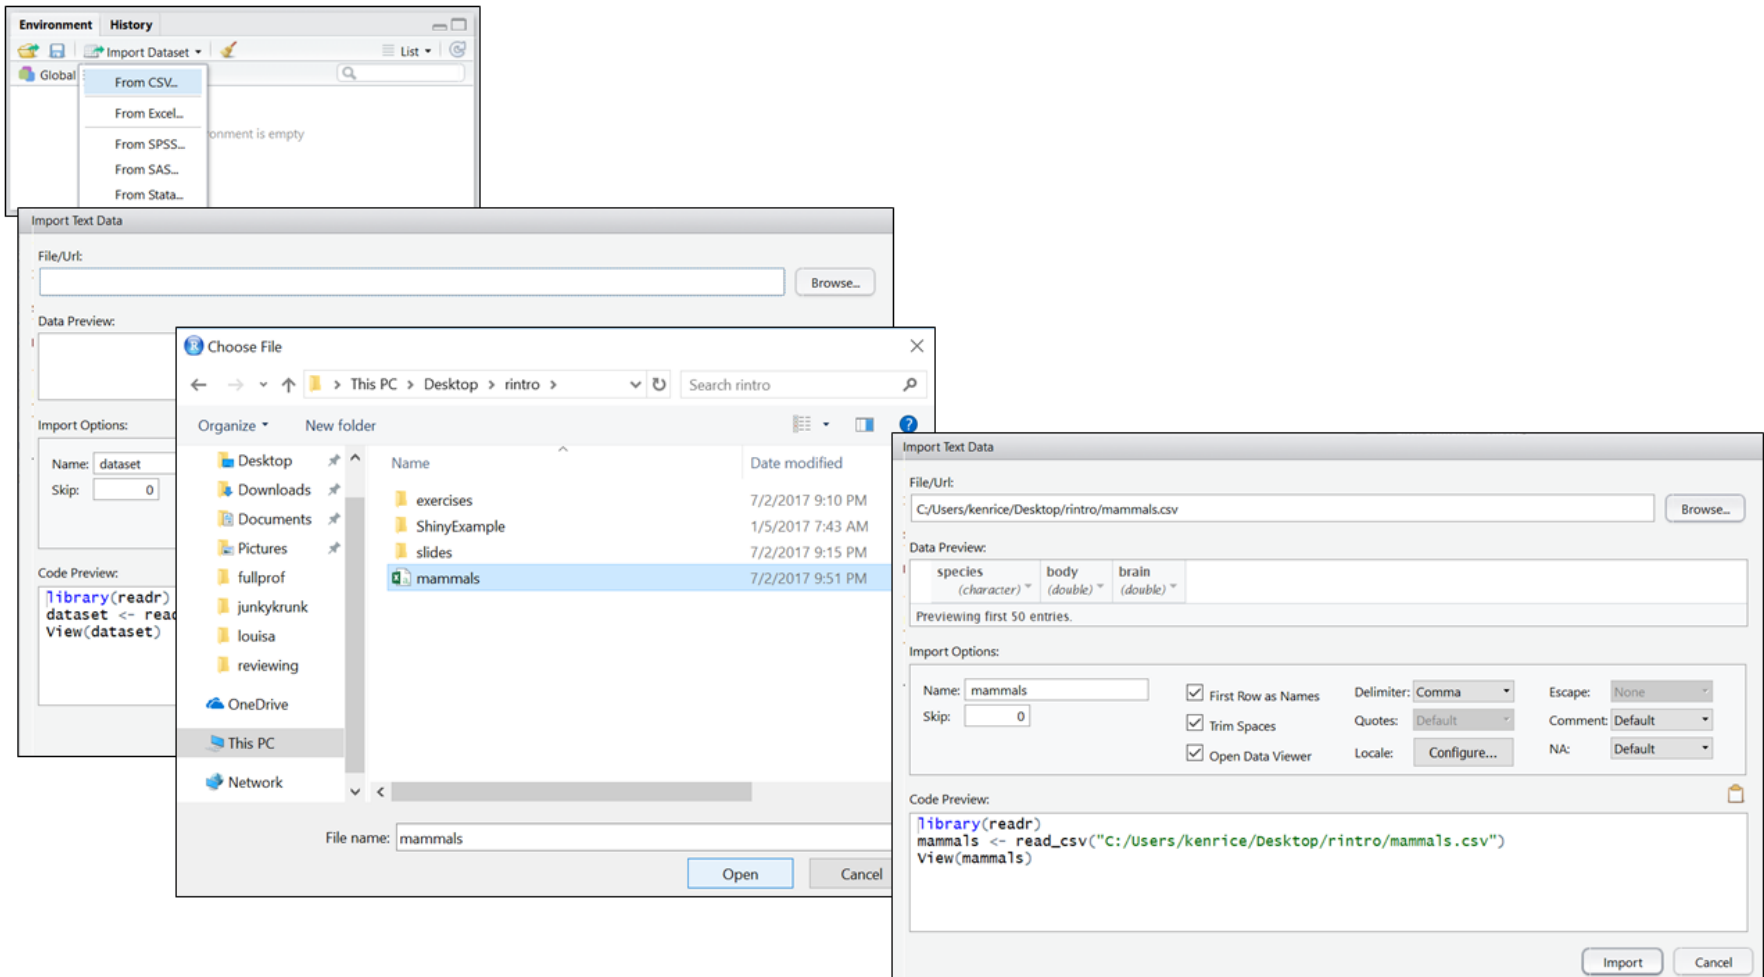 Environment History
Import Dataset List
Global
From CSV...
From Excel...
ronment is empty
From SPSS...
From SAS...
From Stata...
Import Text Data
File/Url:
Browse...
Data Preview:
Import Options:
Name: dataset
Skip: 0
Code Preview:
library(readr)
dataset <- read
View(dataset)
Choose File
This PC > Desktop > rintro >
Search rintro
Organize
New folder
?
Desktop
Downloads
Documents
Pictures
fullprof
junkykrunk
louisa
reviewing
OneDrive
This PC
Network
Name Date modified
exercises 7/2/2017 9:10 PM
ShinyExample 1/5/2017 7:43 AM
slides 7/2/2017 9:15 PM
mammals 7/2/2017 9:51 PM
File name: mammals
Open Cancel
Import Text Data
File/Url:
C:/Users/kenrice/Desktop/rintro/mammals.csv Browse...
Data Preview:
species body brain
(character) (double) (double)
Previewing first 50 entries.
Import Options:
Name: mammals
Skip: 0
First Row as Names
Trim Spaces
Open Data Viewer
Delimiter: Comma
Quotes: Default
Locale: Configure...
Escape: None
Comment: Default
NA: Default
Code Preview:
library(readr)
mammals <- read_csv("C:/Users/kenrice/Desktop/rintro/mammals.csv")
View(mammals)
Import Cancel